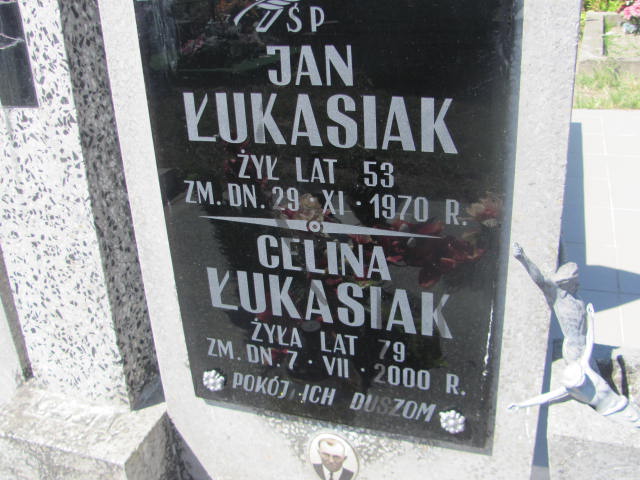 ŚP
JAN
ŁUKASIAK
ŻYŁ LAT 53
ZM. DN. 29 · XI · 1970 R.
CELINA
ŁUKASIAK
ŻYŁA LAT 79
ZM. DN. 7 · VII · 2000 R.
POKÓJ ICH DUSZOM